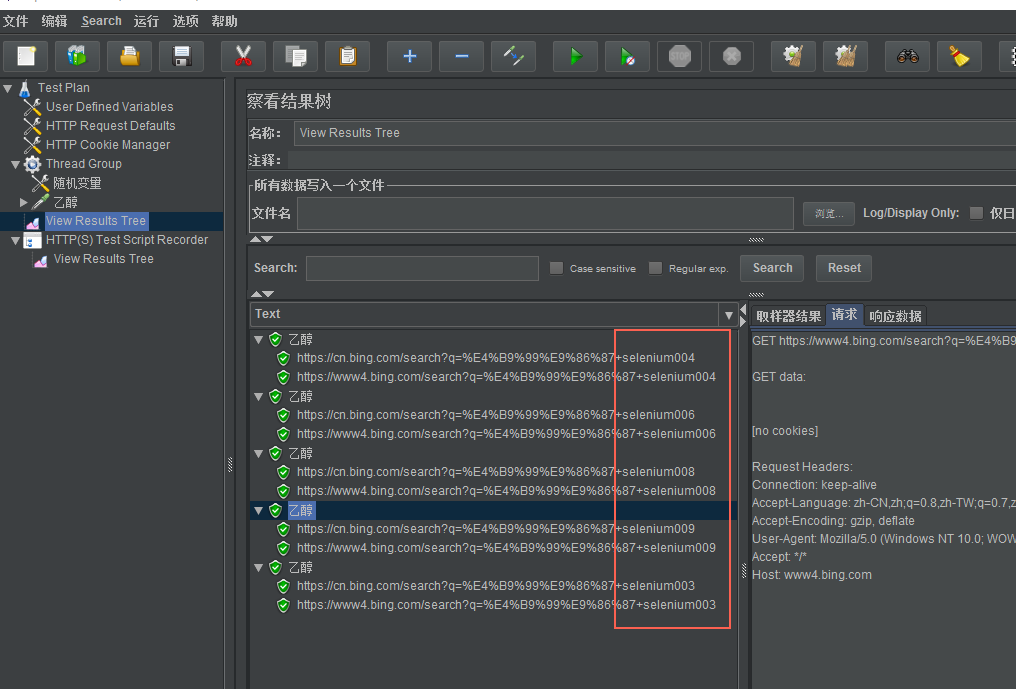 文件 编辑 Search 运行 选项 帮助
STOP
Test Plan
User Defined Variables
HTTP Request Defaults
HTTP Cookie Manager
Thread Group
随机变量
乙醇
View Results Tree
HTTP(S) Test Script Recorder
View Results Tree
察看结果树
名称： View Results Tree
注释：
所有数据写入一个文件
文件名 浏览... Log/Display Only: 仅日
Search: Case sensitive Regular exp. Search Reset
Text
乙醇
https://cn.bing.com/search?q=%E4%B9%99%E9%86%87+selenium004
https://www4.bing.com/search?q=%E4%B9%99%E9%86%87+selenium004
乙醇
https://cn.bing.com/search?q=%E4%B9%99%E9%86%87+selenium006
https://www4.bing.com/search?q=%E4%B9%99%E9%86%87+selenium006
乙醇
https://cn.bing.com/search?q=%E4%B9%99%E9%86%87+selenium008
https://www4.bing.com/search?q=%E4%B9%99%E9%86%87+selenium008
乙醇
https://cn.bing.com/search?q=%E4%B9%99%E9%86%87+selenium009
https://www4.bing.com/search?q=%E4%B9%99%E9%86%87+selenium009
乙醇
https://cn.bing.com/search?q=%E4%B9%99%E9%86%87+selenium003
https://www4.bing.com/search?q=%E4%B9%99%E9%86%87+selenium003
取样器结果 请求 响应数据
GET https://www4.bing.com/search?q=%E4%B9
GET data:
[no cookies]
Request Headers:
Connection: keep-alive
Accept-Language: zh-CN,zh;q=0.8,zh-TW;q=0.7,z
Accept-Encoding: gzip, deflate
User-Agent: Mozilla/5.0 (Windows NT 10.0; WOW
Accept: */*
Host: www4.bing.com